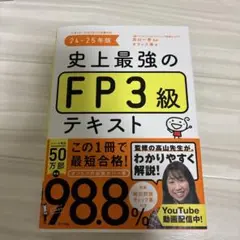 24-25年版
史上最強の
FP3級
テキスト
50万部
この1冊で
最短合格!
監修の高山先生が、
わかりやすく
解説!
98.8%
YouTube
動画配信中!